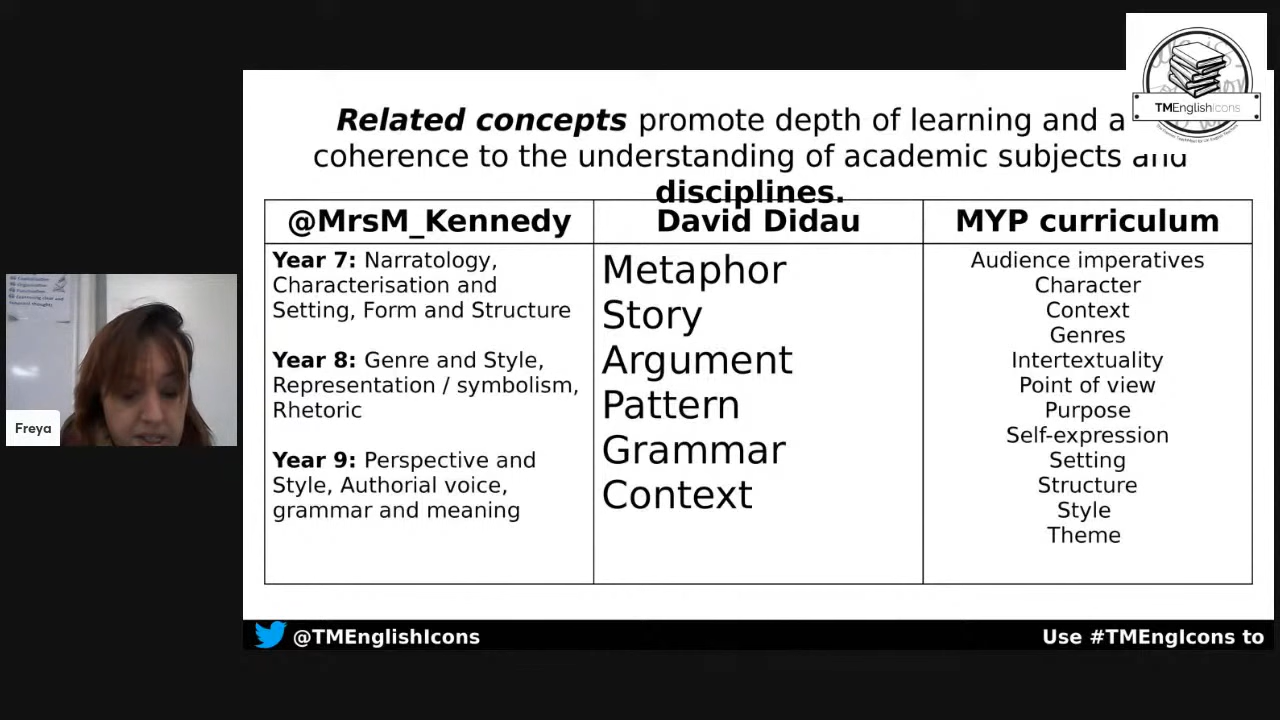 Related concepts promote depth of learning and a
coherence to the understanding of academic subjects and
disciplines.
@MrsM_Kennedy
David Didau
MYP curriculum
Year 7: Narratology,
Characterisation and
Setting, Form and Structure
Year 8: Genre and Style,
Representation / symbolism,
Rhetoric
Year 9: Perspective and
Style, Authorial voice,
grammar and meaning
Metaphor
Story
Argument
Pattern
Grammar
Context
Audience imperatives
Character
Context
Genres
Intertextuality
Point of view
Purpose
Self-expression
Setting
Structure
Style
Theme
TMEnglishIcons
Freya
@TMEnglishIcons
Use #TMEngIcons to